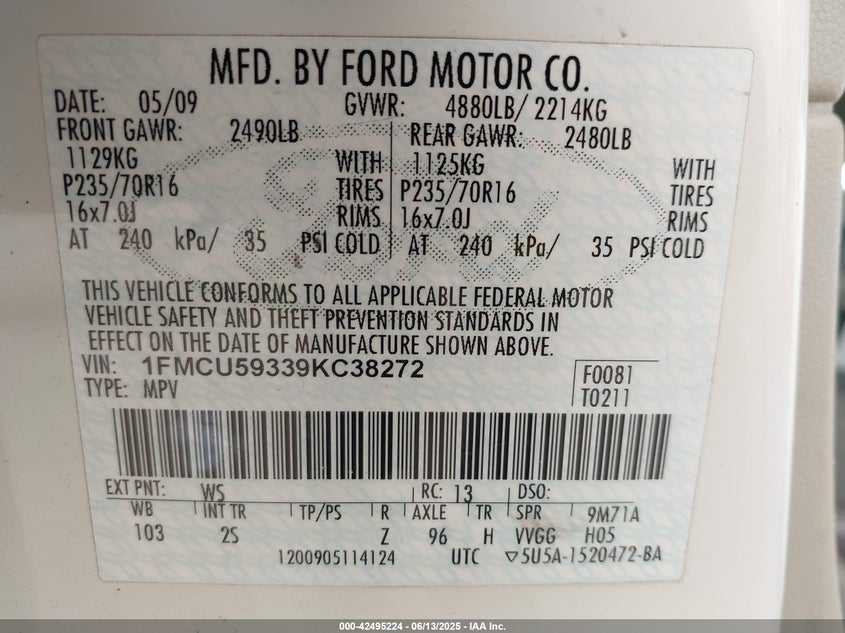 MFD. BY FORD MOTOR CO.
DATE: 05/09 GVWR: 4880LB/ 2214KG
FRONT GAWR: 2490LB REAR GAWR: 2480LB
1129KG WITH 1125KG WITH
P235/70R16 TIRES P235/70R16 TIRES
16x7.0J RIMS 16x7.0J RIMS
AT 240 kPa/ 35 PSI COLD AT 240 kPa/ 35 PSI COLD
THIS VEHICLE CONFORMS TO ALL APPLICABLE FEDERAL MOTOR
VEHICLE SAFETY AND THEFT PREVENTION STANDARDS IN
EFFECT ON THE DATE OF MANUFACTURE SHOWN ABOVE.
VIN: 1FMCU59339KC38272 F0081
TYPE: MPV T0211
EXT PNT: WS RC: 13 DSO:
WB INT TR TP/PS R AXLE TR SPR 9M71A
103 2S Z 96 H VVGG H05
1200905114124 UTC ▽5U5A-1520472-BA
000-42495224 - 06/13/2025 - IAA Inc.